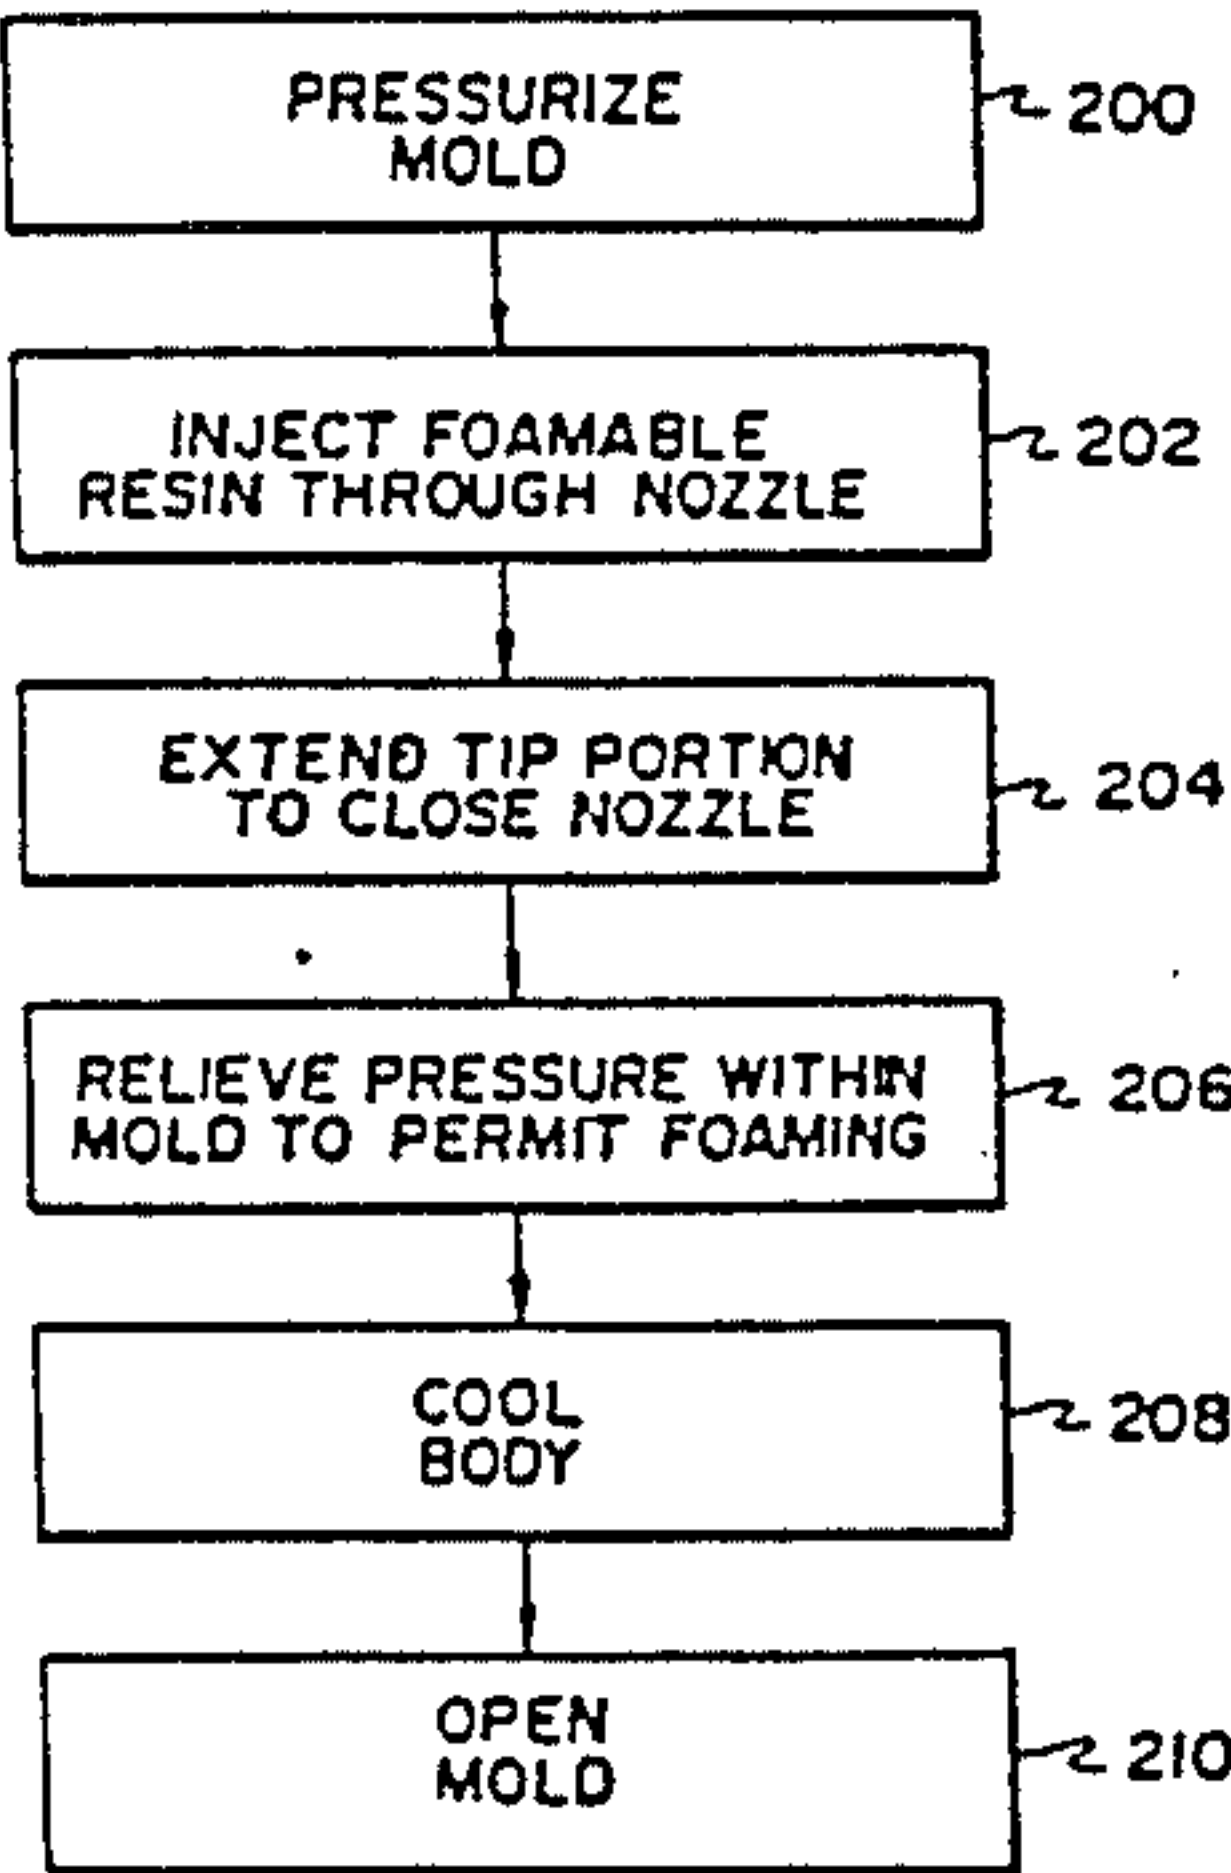 PRESSURIZE
MOLD
200
INJECT FOAMABLE
RESIN THROUGH NOZZLE
202
EXTEND TIP PORTION
TO CLOSE NOZZLE
204
RELIEVE PRESSURE WITHIN
MOLD TO PERMIT FOAMING
206
COOL
BODY
208
OPEN
MOLD
210